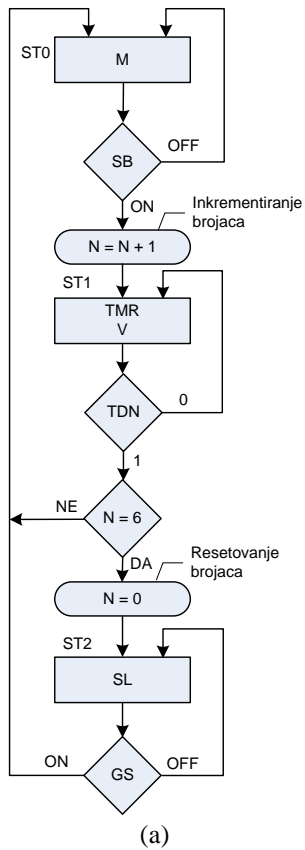 ST0
M
SB
OFF
ON
Inkrementiranje
brojaca
N = N + 1
ST1
TMR
V
TDN
0
1
NE
N = 6
DA
Resetovanje
brojaca
N = 0
ST2
SL
ON
GS
OFF
(a)